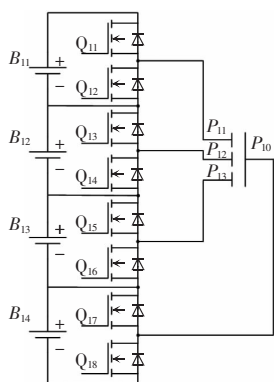 Q11
B11 + −
Q12
P11
B12 + −
Q13
P12 P10
Q14
P13
Q15
B13 + −
Q16
B14 + −
Q17
Q18